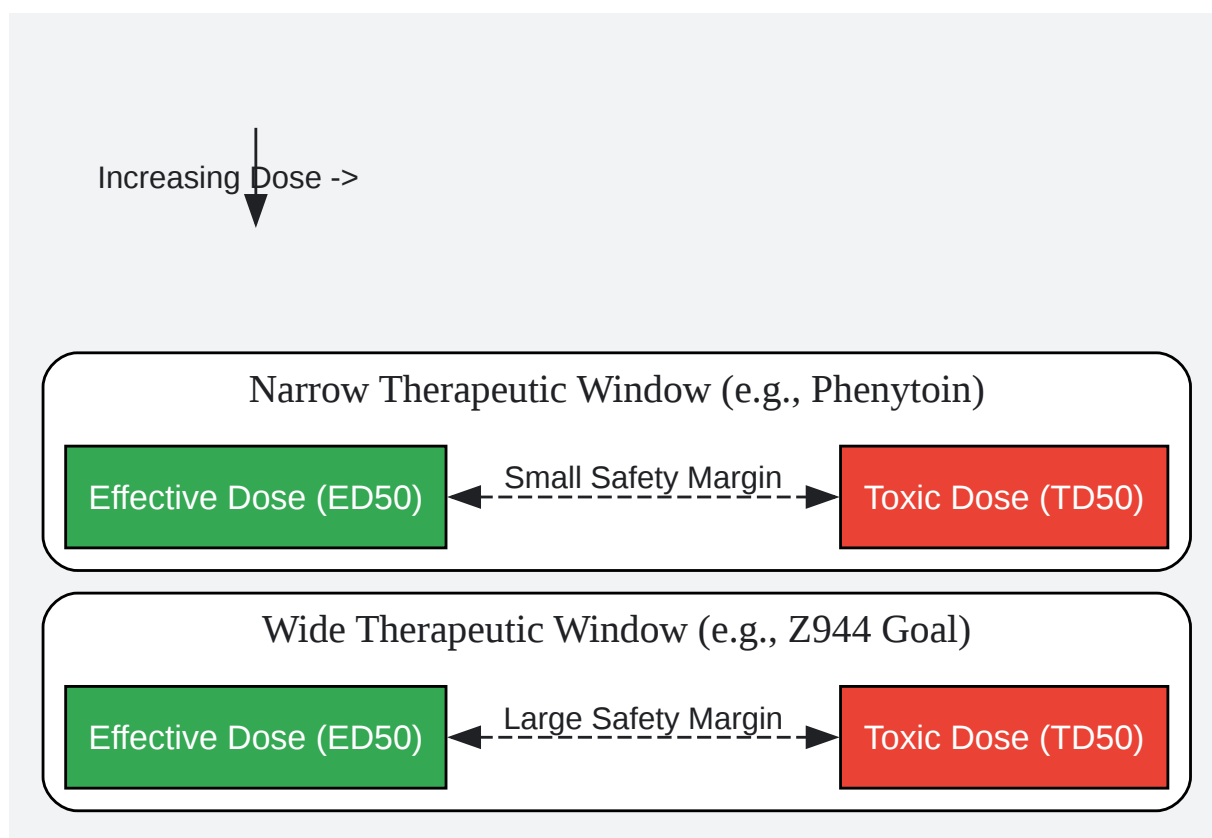 Increasing Dose ->
Narrow Therapeutic Window (e.g., Phenytoin)
Effective Dose (ED50)
Small Safety Margin
Toxic Dose (TD50)
Wide Therapeutic Window (e.g., Z944 Goal)
Effective Dose (ED50)
Large Safety Margin
Toxic Dose (TD50)